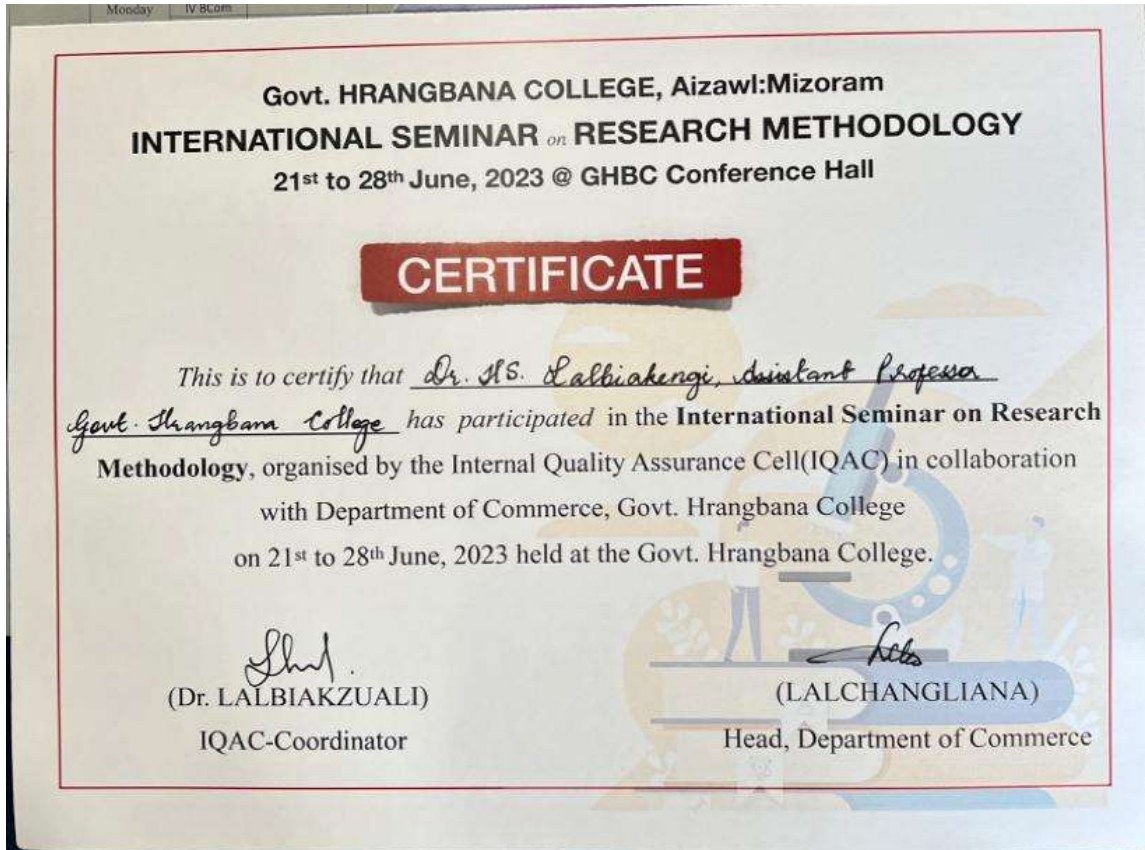 Monday IV BCom
Govt. HRANGBANA COLLEGE, Aizawl:Mizoram
INTERNATIONAL SEMINAR on RESEARCH METHODOLOGY
21st to 28th June, 2023 @ GHBC Conference Hall
CERTIFICATE
This is to certify that Dr. HS. Lalbiakengi, Assistant Professor
Govt. Hrangbana College has participated in the International Seminar on Research
Methodology, organised by the Internal Quality Assurance Cell(IQAC) in collaboration
with Department of Commerce, Govt. Hrangbana College
on 21st to 28th June, 2023 held at the Govt. Hrangbana College.
(Dr. LALBIAKZUALI) (LALCHANGLIANA)
IQAC-Coordinator Head, Department of Commerce